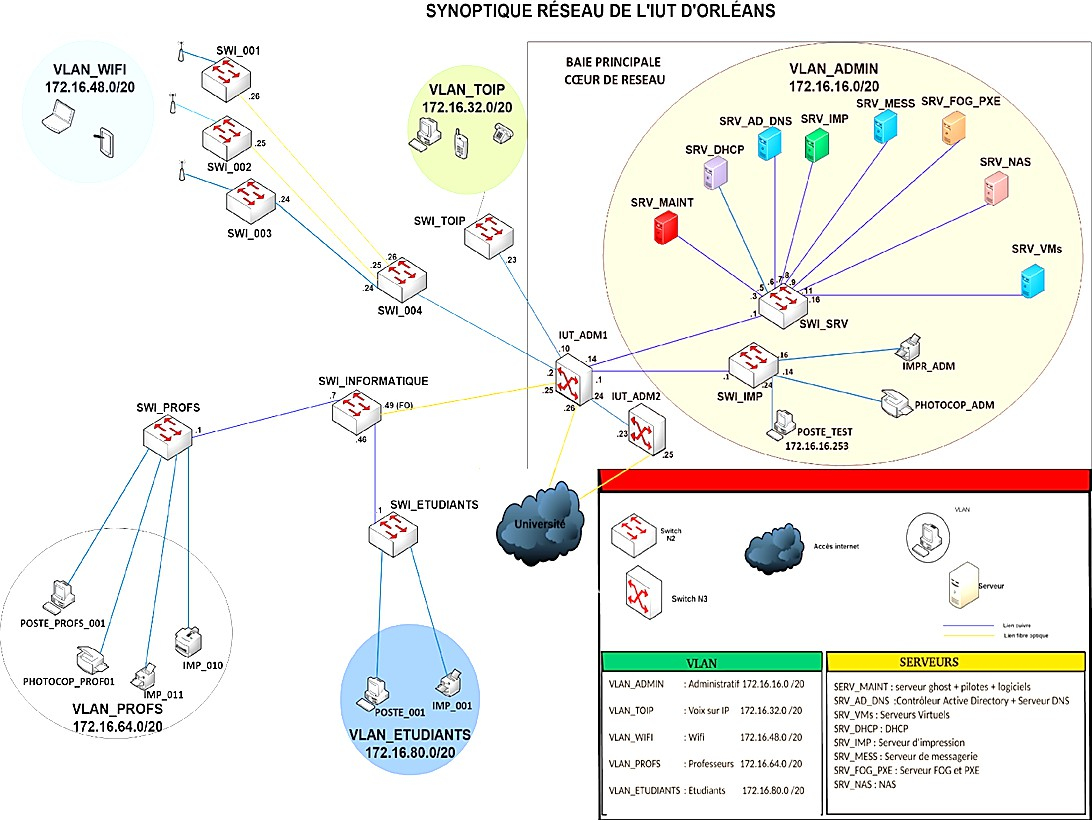 SYNOPTIQUE RÉSEAU DE L'IUT D'ORLÉANS
VLAN_WIFI
172.16.48.0/20
SWI_001
.26
SWI_002
.25
SWI_003
.24
VLAN_TOIP
172.16.32.0/20
SWI_TOIP
.23
.26
.25
.24
SWI_004
BAIE PRINCIPALE
CŒUR DE RESEAU
VLAN_ADMIN
172.16.16.0/20
SRV_MESS
SRV_FOG_PXE
SRV_AD_DNS
SRV_IMP
SRV_DHCP
SRV_NAS
SRV_MAINT
SRV_VMs
.1
.3
.5
.6
.7
.8
.9
.11
.16
SWI_SRV
IUT_ADM1
.10
.14
.2
.1
.25
.24
.26
IUT_ADM2
.23
.25
.1
.16
.14
.24
SWI_IMP
IMPR_ADM
PHOTOCOP_ADM
POSTE_TEST
172.16.16.253
SWI_INFORMATIQUE
.7
49 (FO)
.46
SWI_PROFS
.1
SWI_ETUDIANTS
.1
Université
POSTE_PROFS_001
PHOTOCOP_PROF01
IMP_011
IMP_010
VLAN_PROFS
172.16.64.0/20
POSTE_001
IMP_001
VLAN_ETUDIANTS
172.16.80.0/20
Switch
N2
Accés internet
VLAN
Switch N3
Serveur
Lien cuivre
Lien fibre optique
VLAN
VLAN_ADMIN : Administratif 172.16.16.0 /20
VLAN_TOIP : Voix sur IP 172.16.32.0 /20
VLAN_WIFI : Wifi 172.16.48.0 /20
VLAN_PROFS : Professeurs 172.16.64.0 /20
VLAN_ETUDIANTS : Etudiants 172.16.80.0 /20
SERVEURS
SERV_MAINT : serveur ghost + pilotes + logiciels
SRV_AD_DNS :Contrôleur Active Directory + Serveur DNS
SRV_VMs : Serveurs Virtuels
SRV_DHCP : DHCP
SRV_IMP : Serveur d'impression
SRV_MESS : Serveur de messagerie
SRV_FOG_PXE : Serveur FOG et PXE
SRV_NAS : NAS